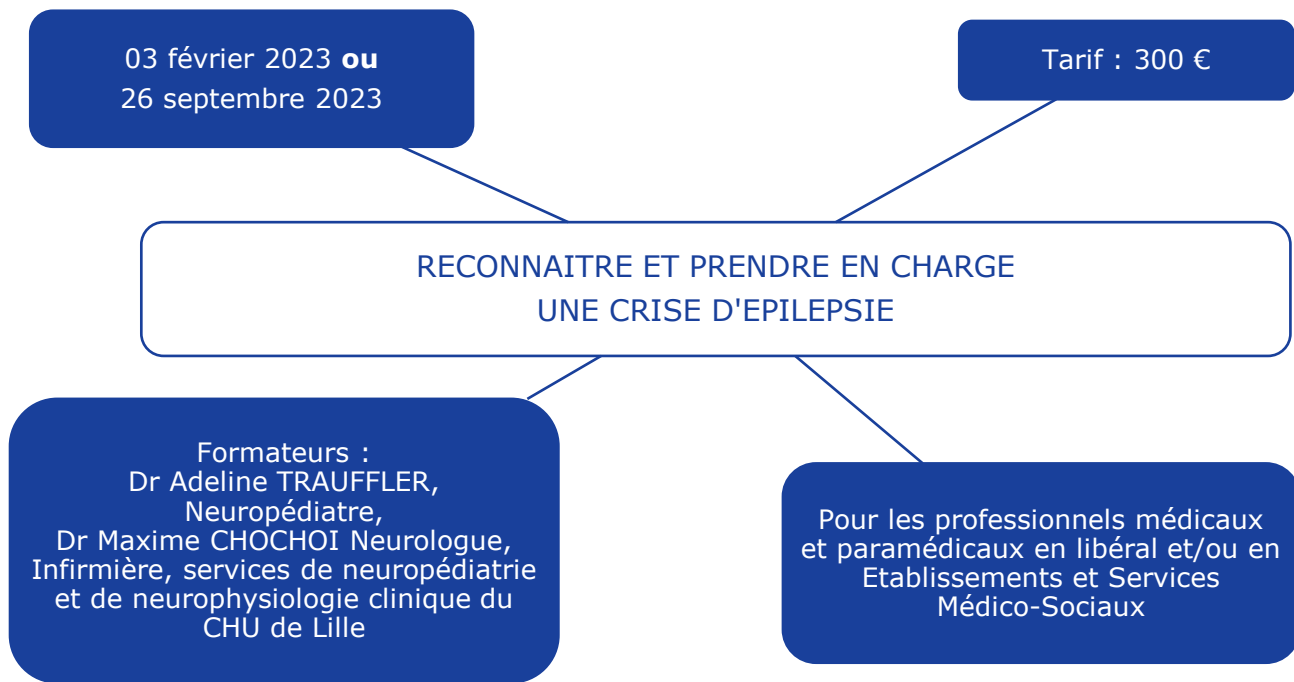 03 février 2023 ou
26 septembre 2023
Tarif : 300 €
RECONNAITRE ET PRENDRE EN CHARGE
UNE CRISE D'EPILEPSIE
Formateurs :
Dr Adeline TRAUFFLER,
Neuropédiatre,
Dr Maxime CHOCHOI Neurologue,
Infirmière, services de neuropédiatrie
et de neurophysiologie clinique du
CHU de Lille
Pour les professionnels médicaux
et paramédicaux en libéral et/ou en
Etablissements et Services
Médico-Sociaux